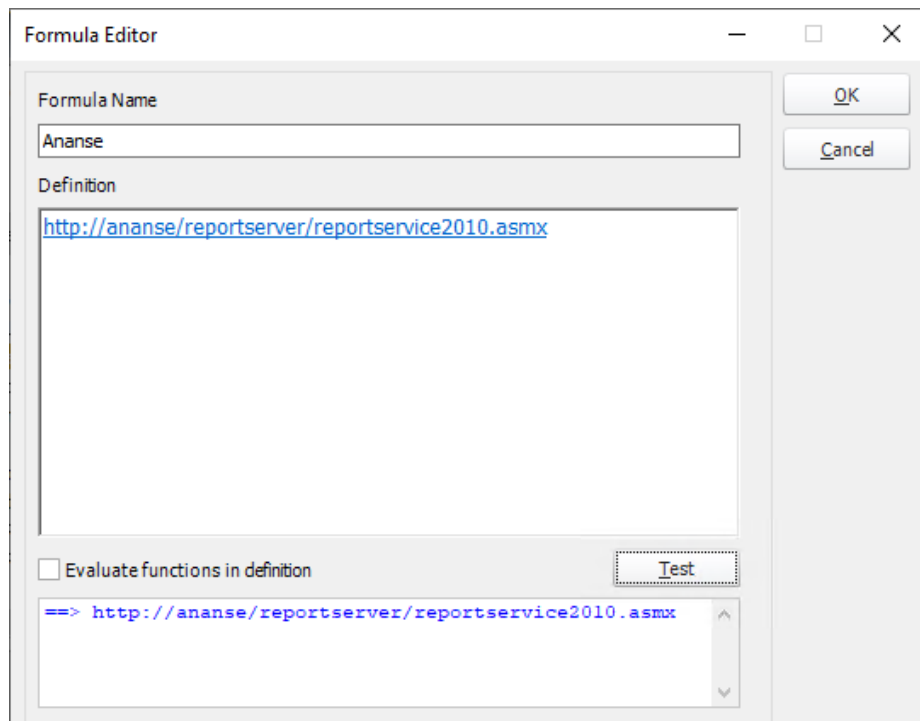 Formula Editor
Formula Name
OK
Ananse
Cancel
Definition
http://ananse/reportserver/reportservice2010.asmx
Evaluate functions in definition
Test
==> http://ananse/reportserver/reportservice2010.asmx